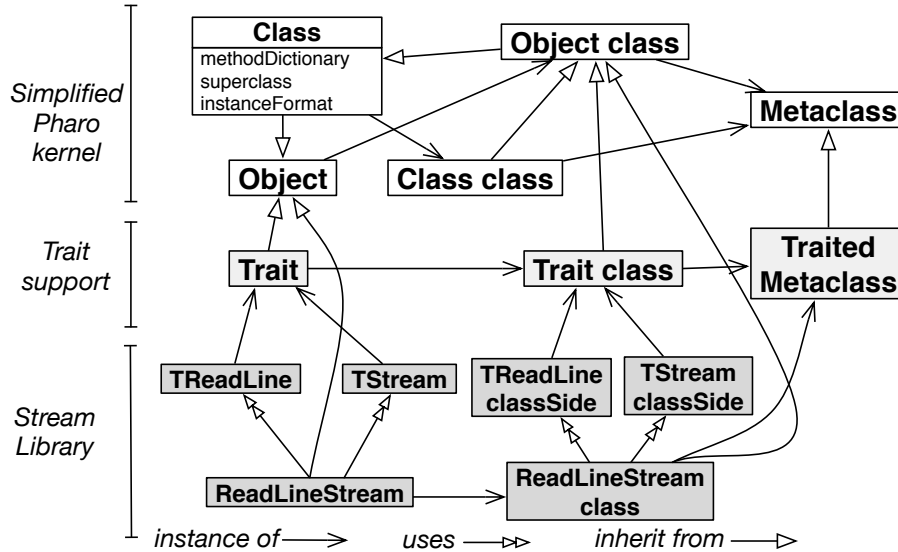 Class
methodDictionary
superclass
instanceFormat
Object class
Simplified
Pharo
kernel
Metaclass
Object
Class class
Trait
support
Trait
Trait class
Traited
Metaclass
TReadLine
TStream
TReadLine
classSide
TStream
classSide
Stream
Library
ReadLineStream
ReadLineStream
class
instance of
uses
inherit from